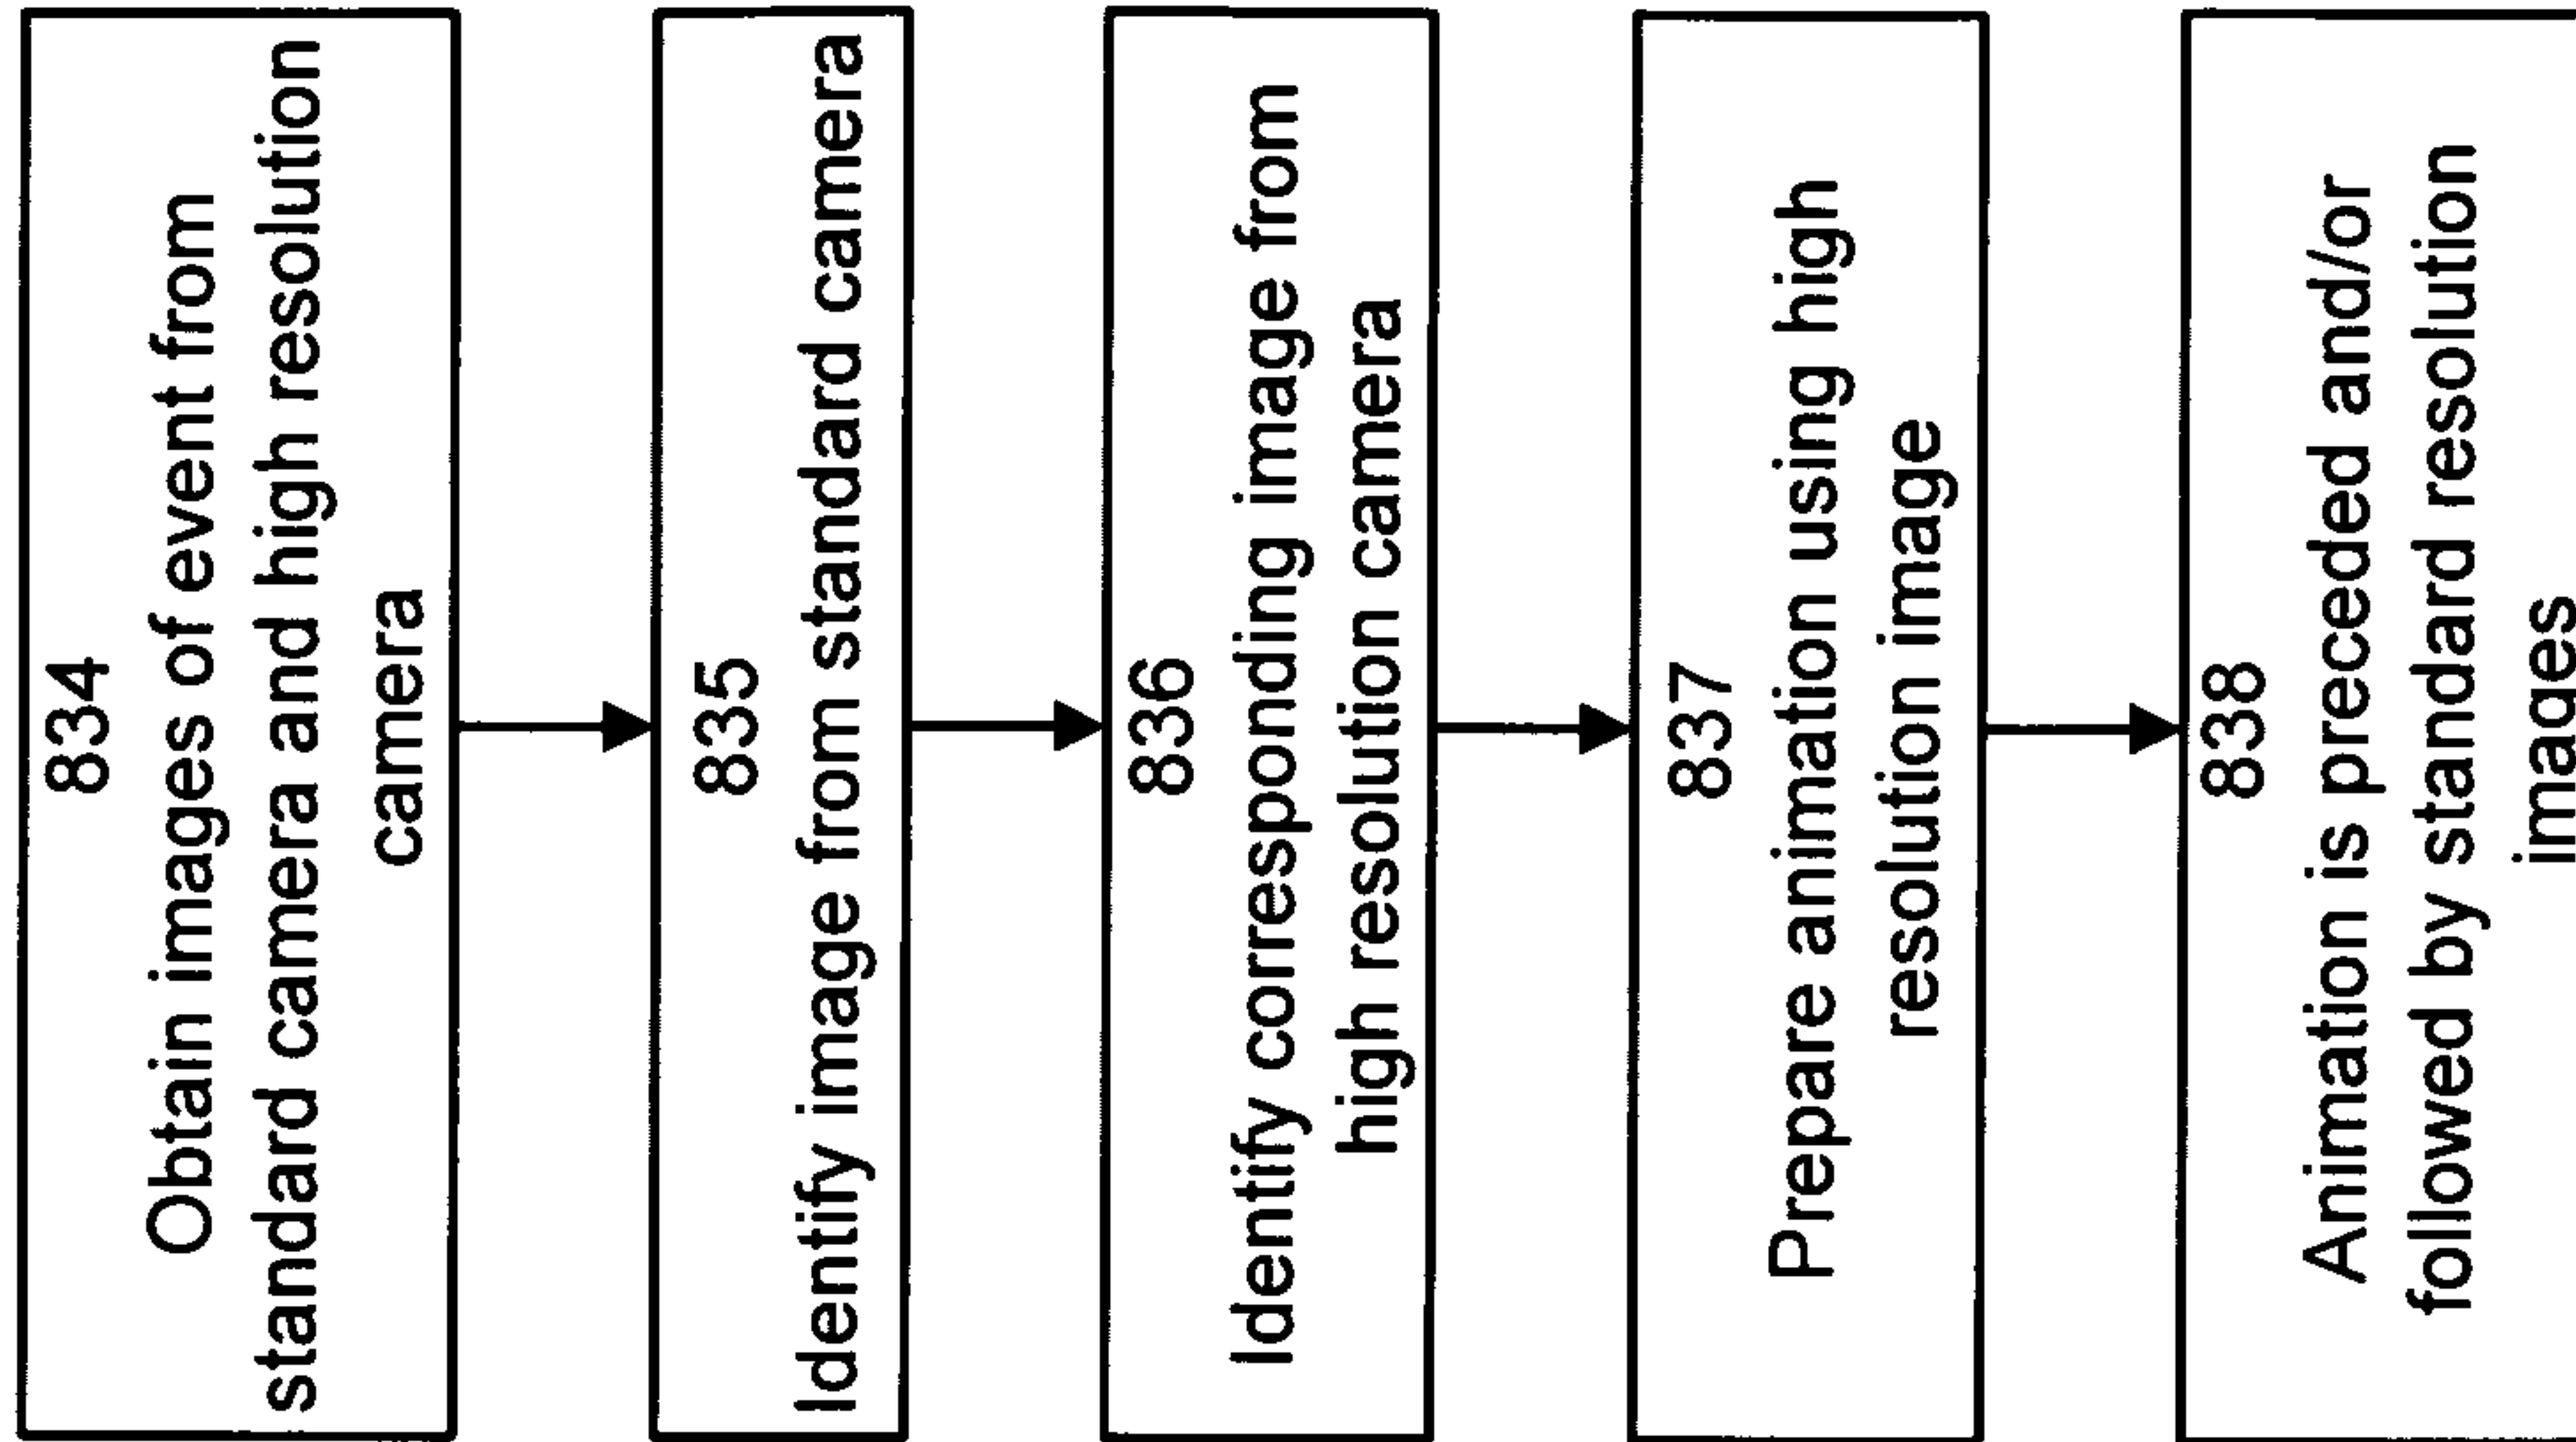 834
Obtain images of event from
standard camera and high resolution
camera
835
Identify image from standard camera
836
Identify corresponding image from
high resolution camera
837
Prepare animation using high
resolution image
838
Animation is preceded and/or
followed by standard resolution
images